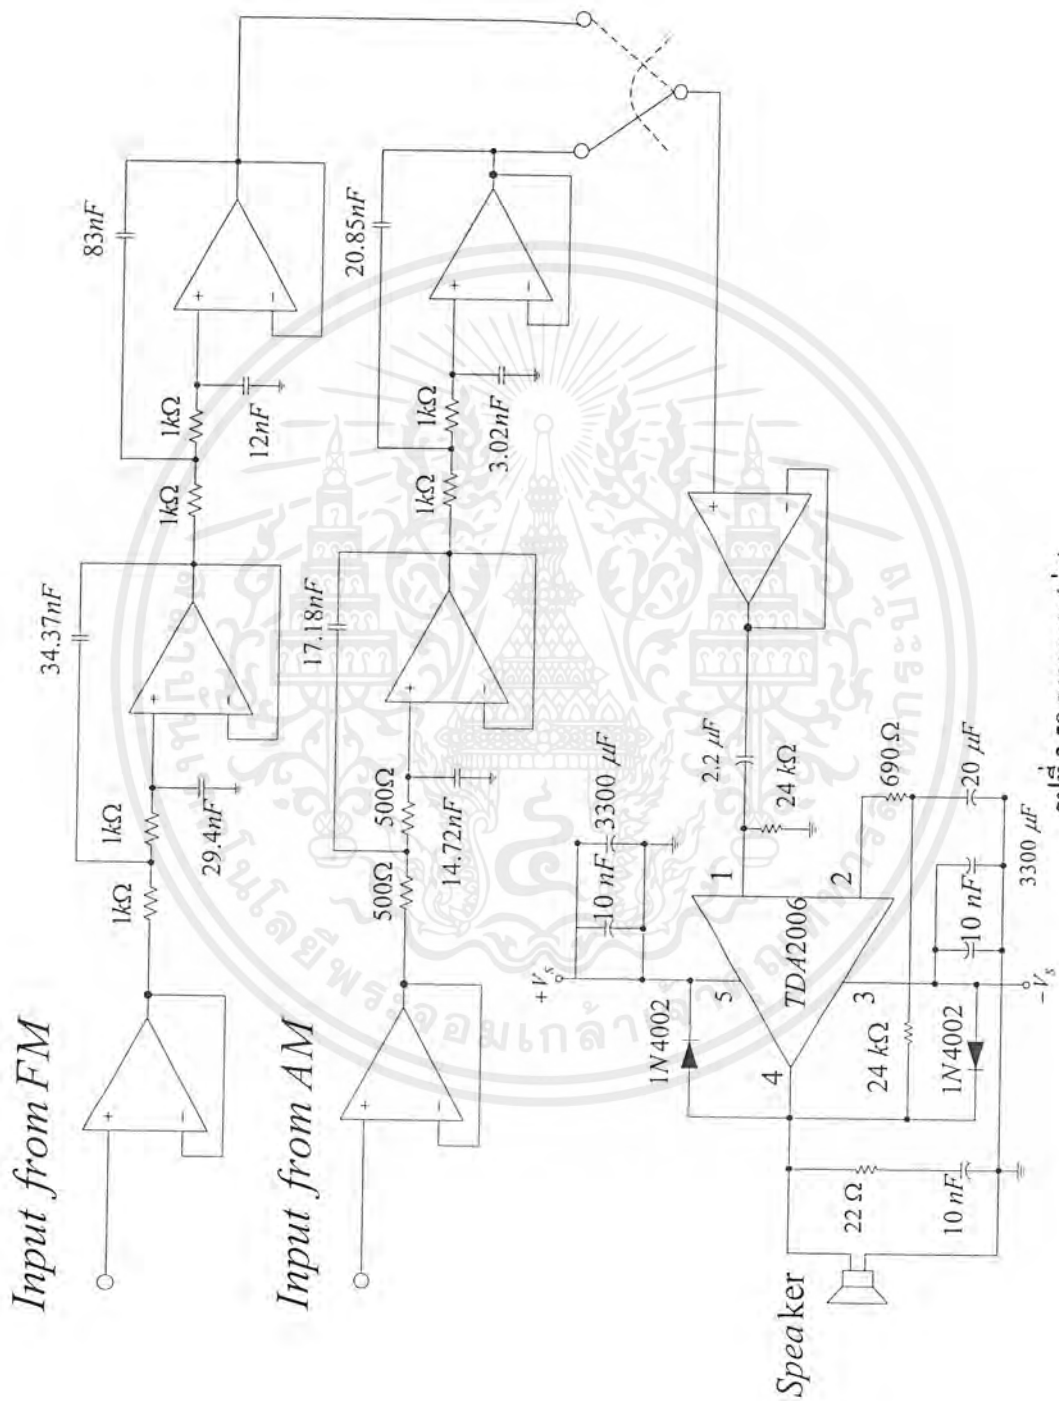 Input from FM
34.37nF
83nF
1kΩ
1kΩ
1kΩ
1kΩ
29.4nF
12nF
+
−
+
−
+
−
Input from AM
17.18nF
20.85nF
500Ω
500Ω
1kΩ
1kΩ
14.72nF
3.02nF
+
−
+
−
+
−
+
−
2.2 μF
24 kΩ
+Vs
10 nF
3300 μF
1N4002
5
1
4
TDA2006
2
3
690 Ω
24 kΩ
20 μF
1N4002
10 nF
3300 μF
−Vs
22 Ω
10 nF
Speaker